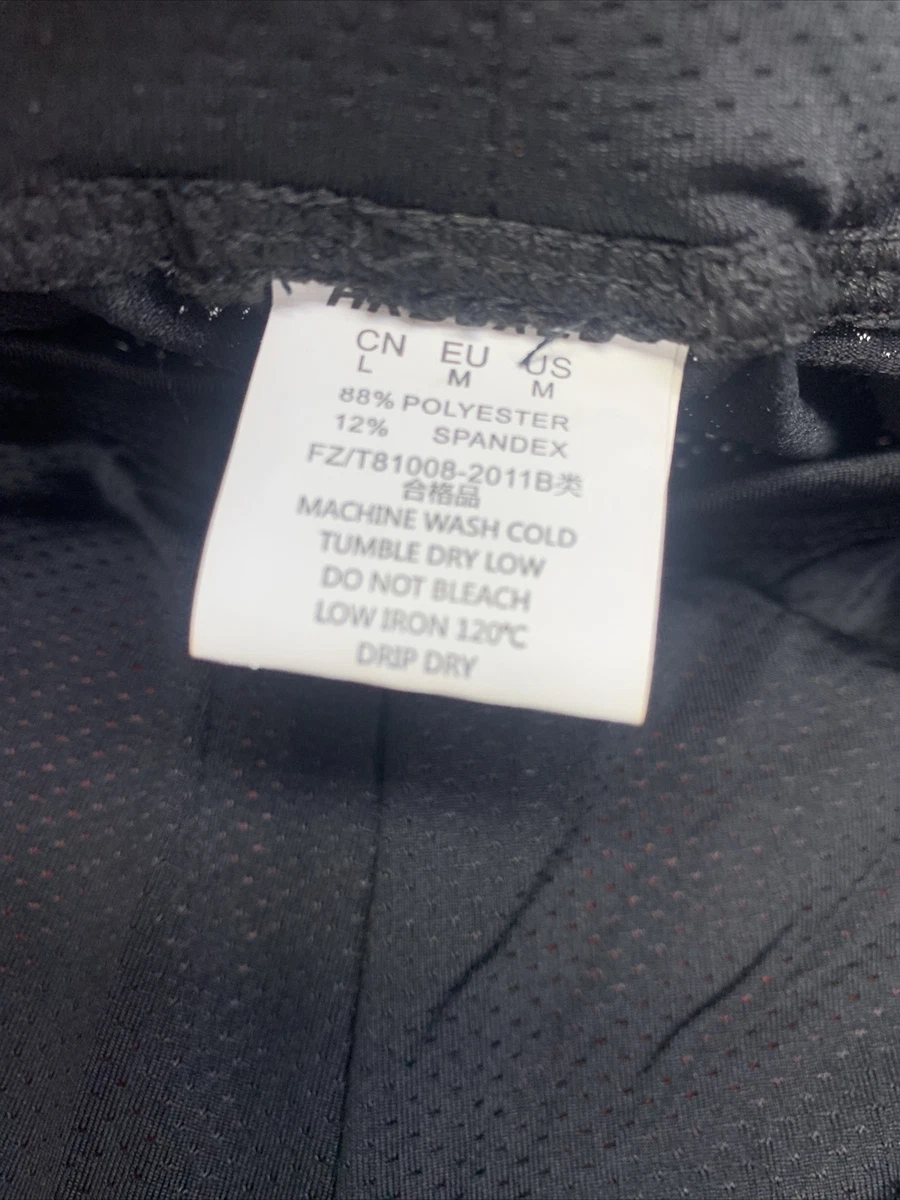 CN EU US
L M M
88% POLYESTER
12% SPANDEX
FZ/T81008-2011B类
合格品
MACHINE WASH COLD
TUMBLE DRY LOW
DO NOT BLEACH
LOW IRON 120℃
DRIP DRY